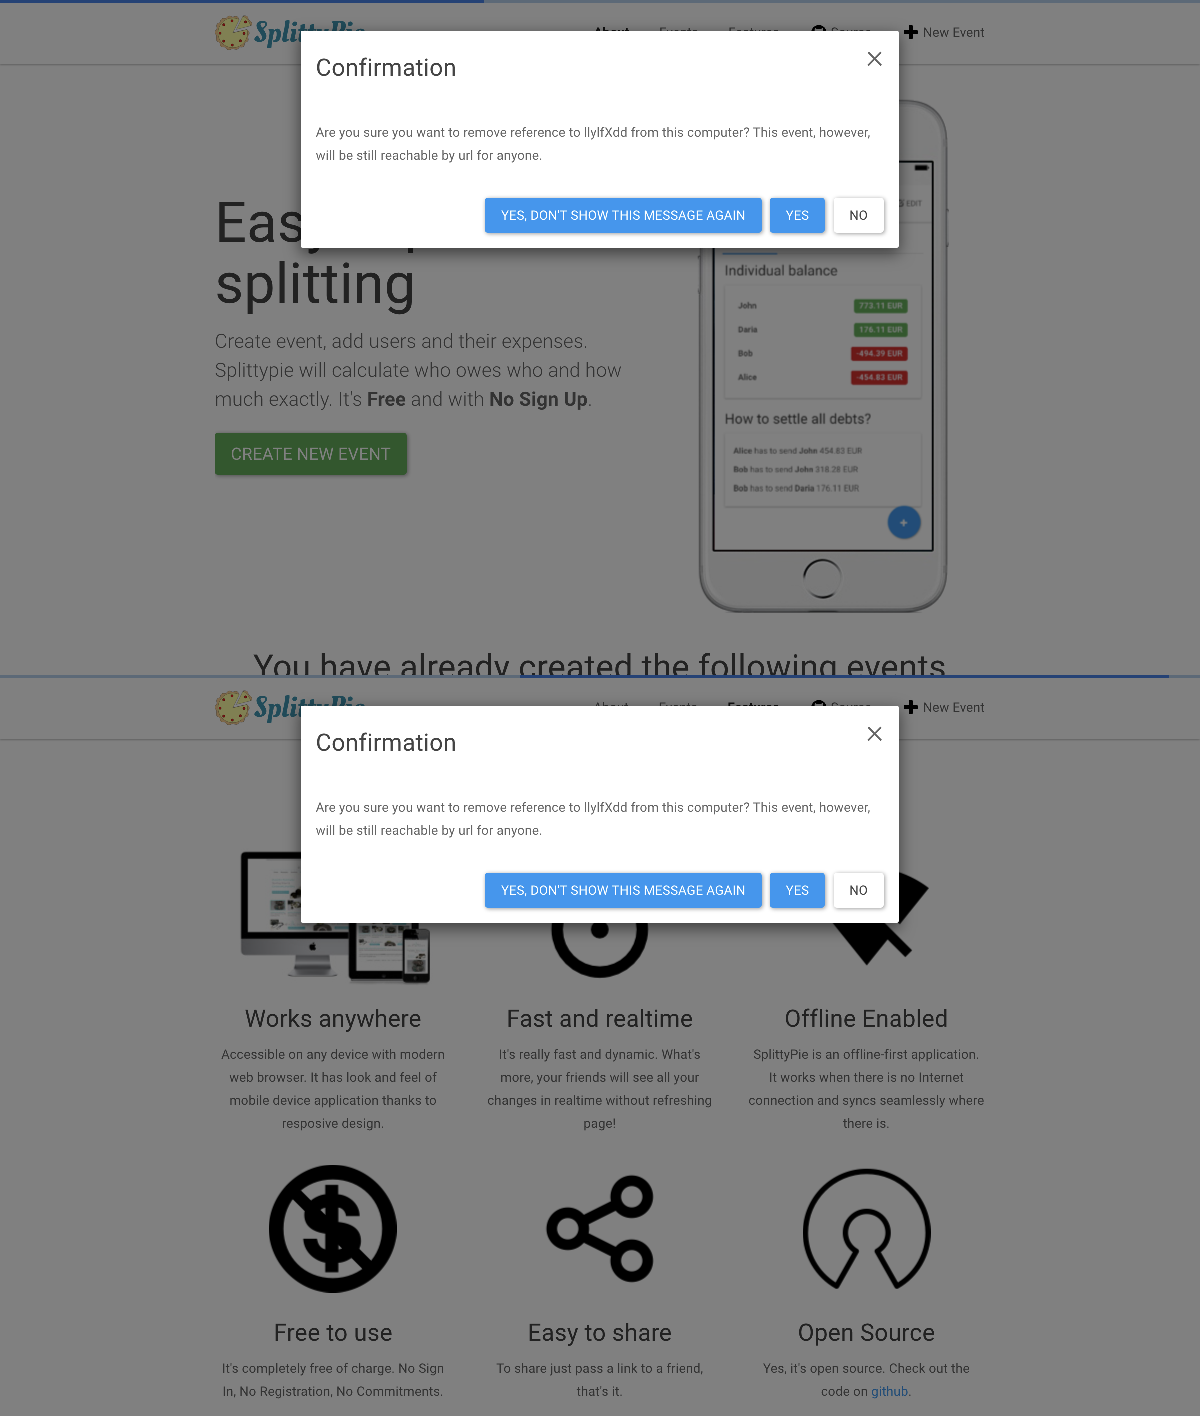 SplittyPie
About Events Features Source New Event
Confirmation
Are you sure you want to remove reference to llylfXdd from this computer? This event, however,
will be still reachable by url for anyone.
YES, DON'T SHOW THIS MESSAGE AGAIN YES NO
splitting
Create event, add users and their expenses.
Splittypie will calculate who owes who and how
much exactly. It's Free and with No Sign Up.
CREATE NEW EVENT
EDIT
Individual balance
John 773.11 EUR
Daria 176.11 EUR
Bob -494.39 EUR
Alice -454.83 EUR
How to settle all debts?
Alice has to send John 454.83 EUR
Bob has to send John 318.28 EUR
Bob has to send Daria 176.11 EUR
You have already created the following events
SplittyPie
About Events Features Source New Event
Confirmation
Are you sure you want to remove reference to llylfXdd from this computer? This event, however,
will be still reachable by url for anyone.
YES, DON'T SHOW THIS MESSAGE AGAIN YES NO
Works anywhere
Accessible on any device with modern
web browser. It has look and feel of
mobile device application thanks to
resposive design.
Fast and realtime
It's really fast and dynamic. What's
more, your friends will see all your
changes in realtime without refreshing
page!
Offline Enabled
SplittyPie is an offline-first application.
It works when there is no Internet
connection and syncs seamlessly where
there is.
Free to use
It's completely free of charge. No Sign
In, No Registration, No Commitments.
Easy to share
To share just pass a link to a friend,
that's it.
Open Source
Yes, it's open source. Check out the
code on github.